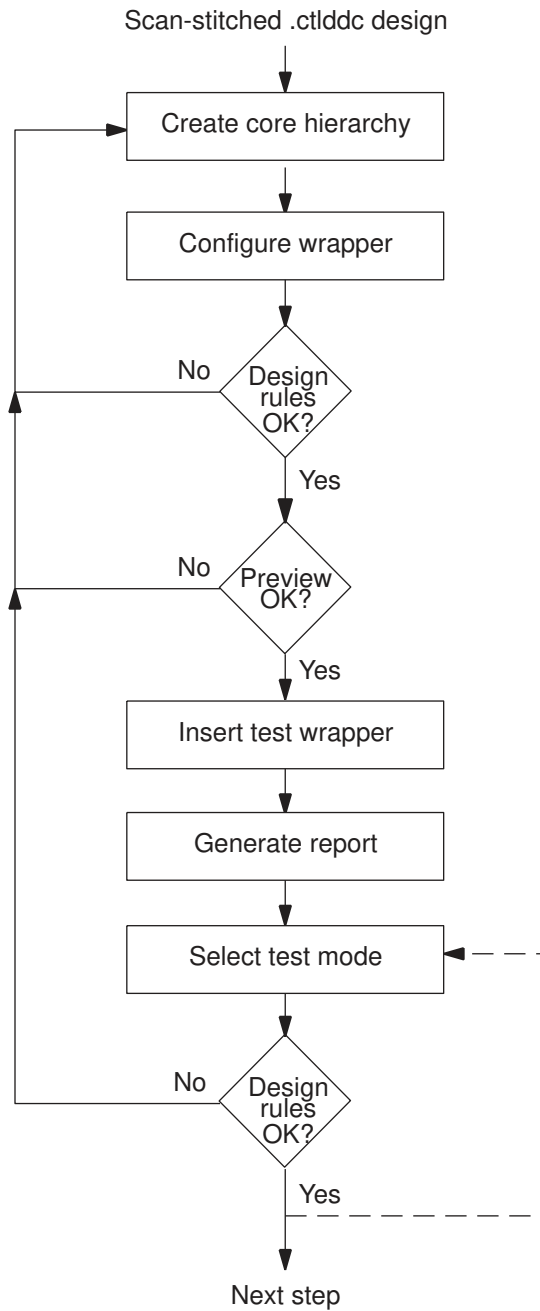 Scan-stitched .ctlddc design
Create core hierarchy
Configure wrapper
No
Design
rules
OK?
Yes
No
Preview
OK?
Yes
Insert test wrapper
Generate report
Select test mode
No
Design
rules
OK?
Yes
Next step